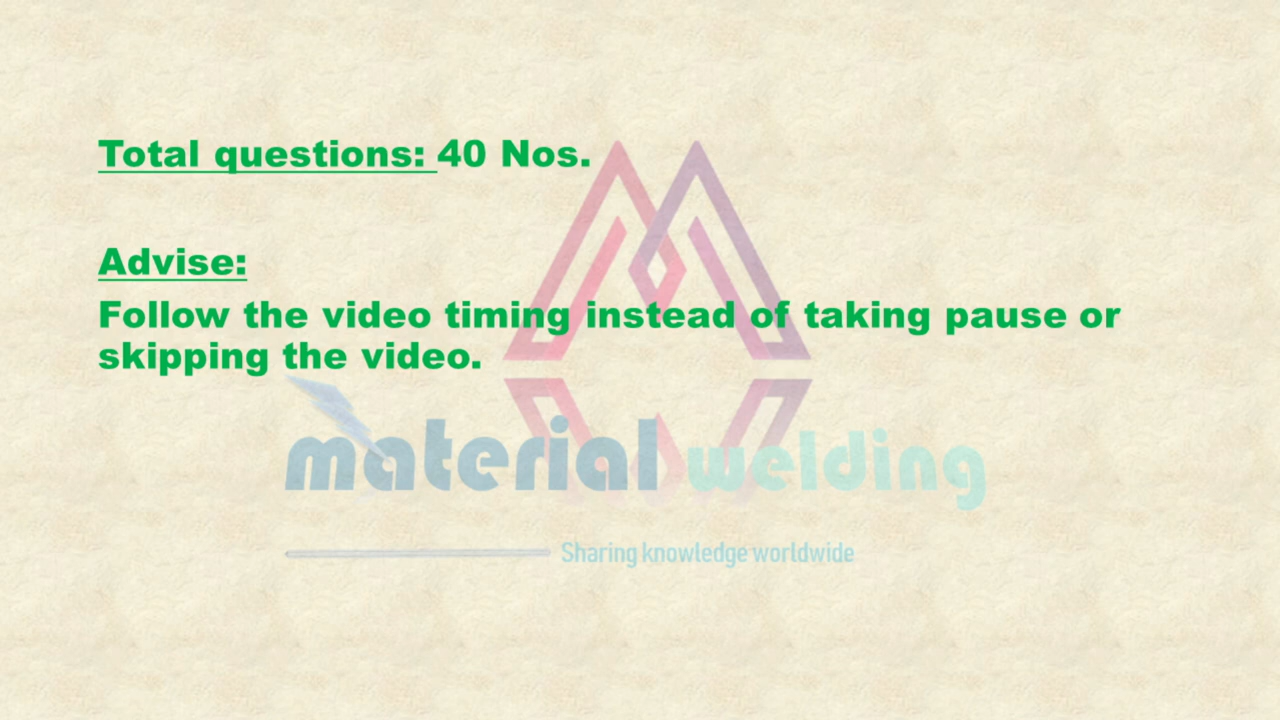 Total questions: 40 Nos.
Advise:
Follow the video timing instead of taking pause or
skipping the video.
material welding
Sharing knowledge worldwide